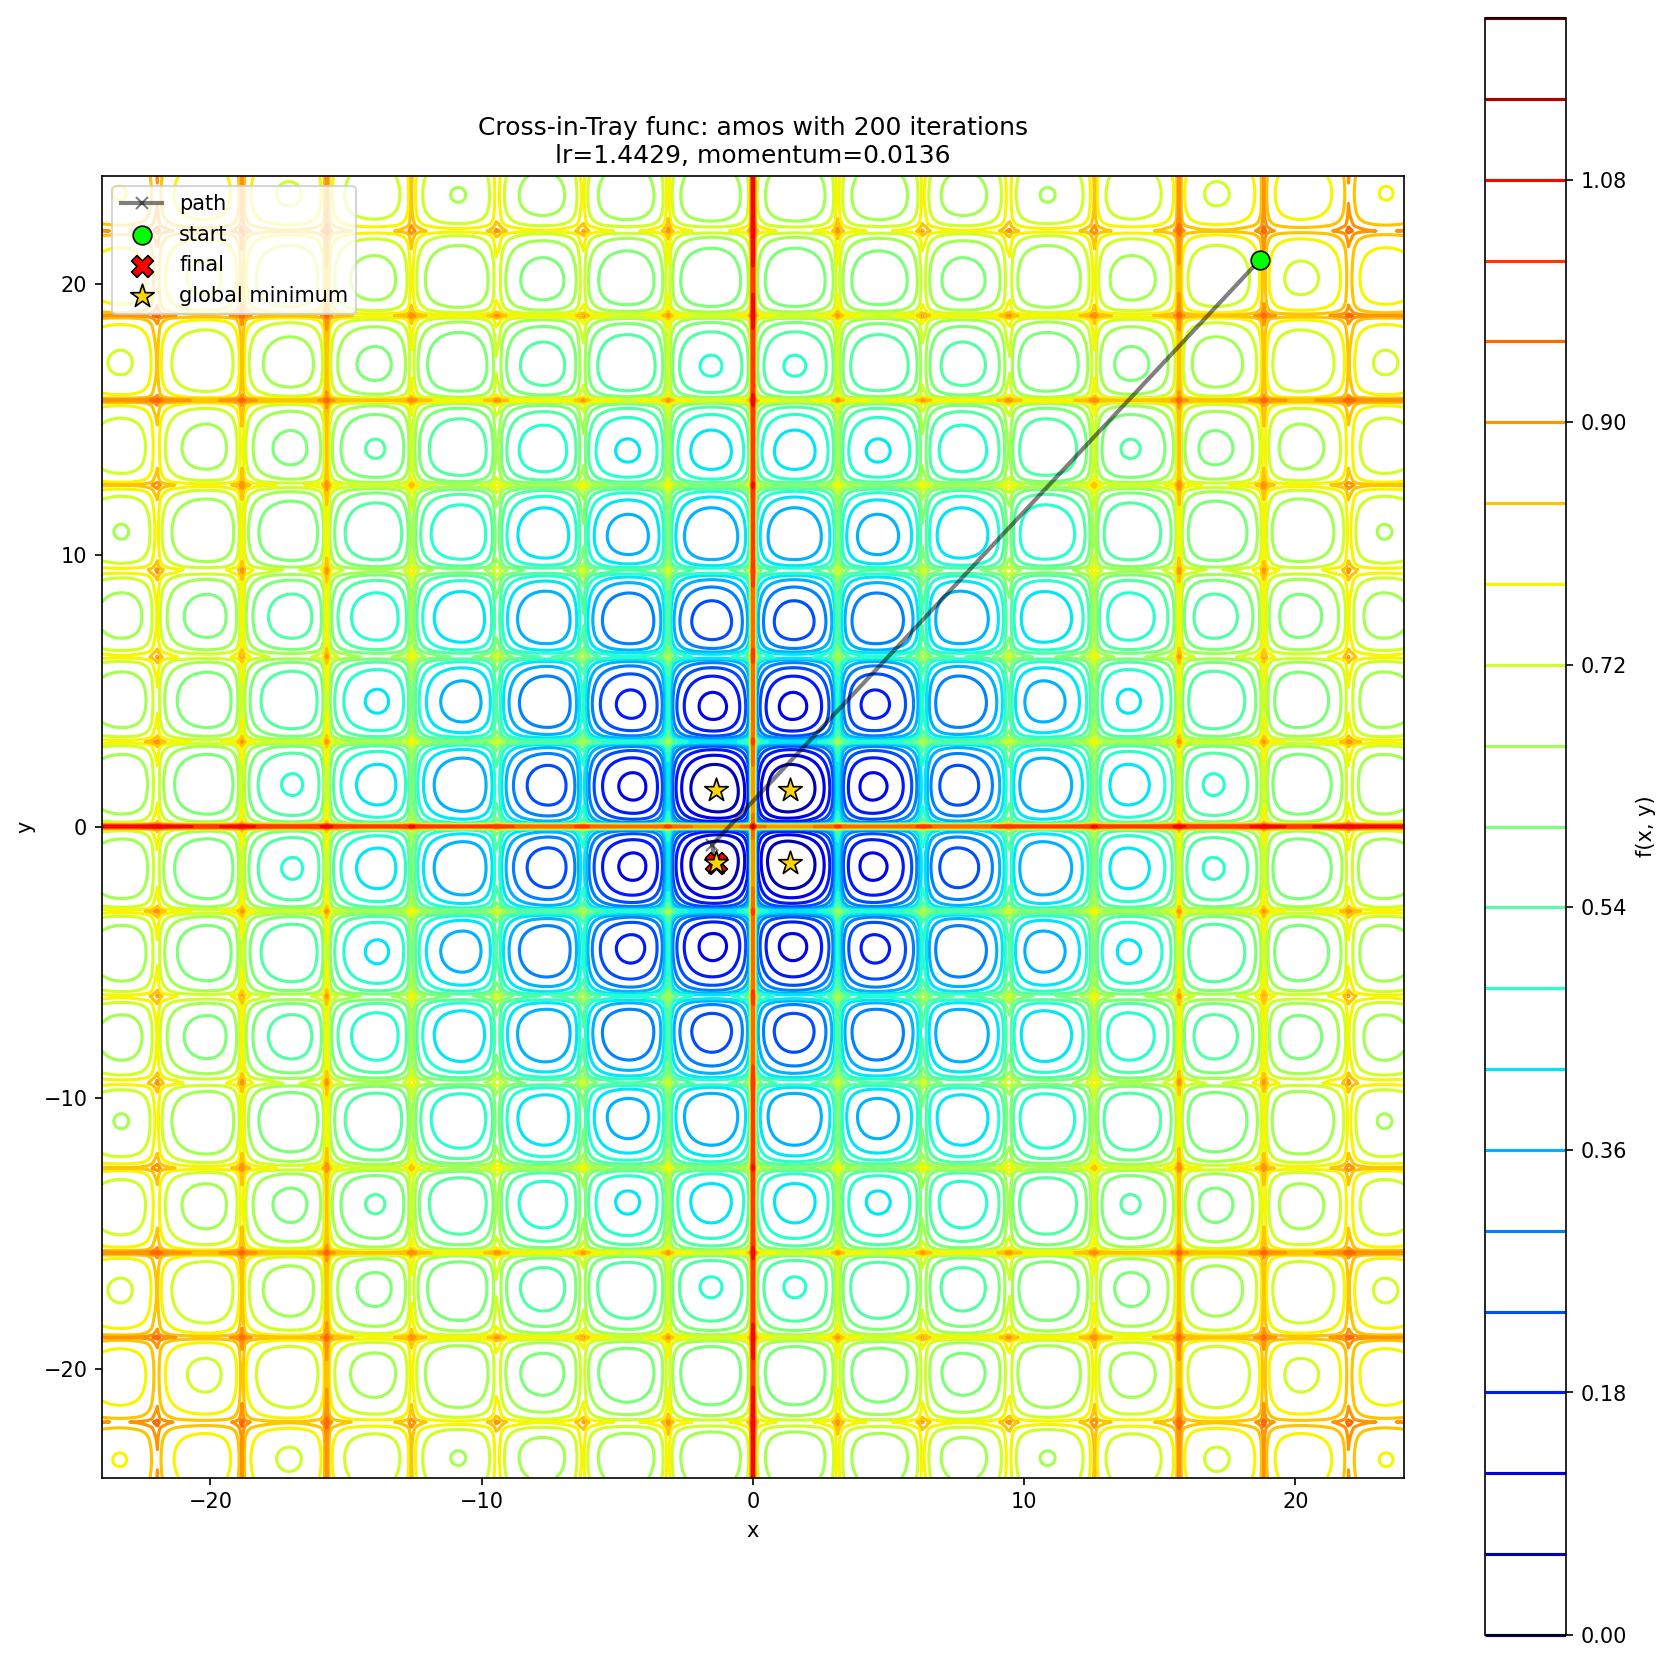 Cross-in-Tray func: amos with 200 iterations
lr=1.4429, momentum=0.0136
path
start
final
global minimum
20
10
0
−10
−20
y
−20
−10
0
10
20
x
1.08
0.90
0.72
0.54
0.36
0.18
0.00
f(x, y)